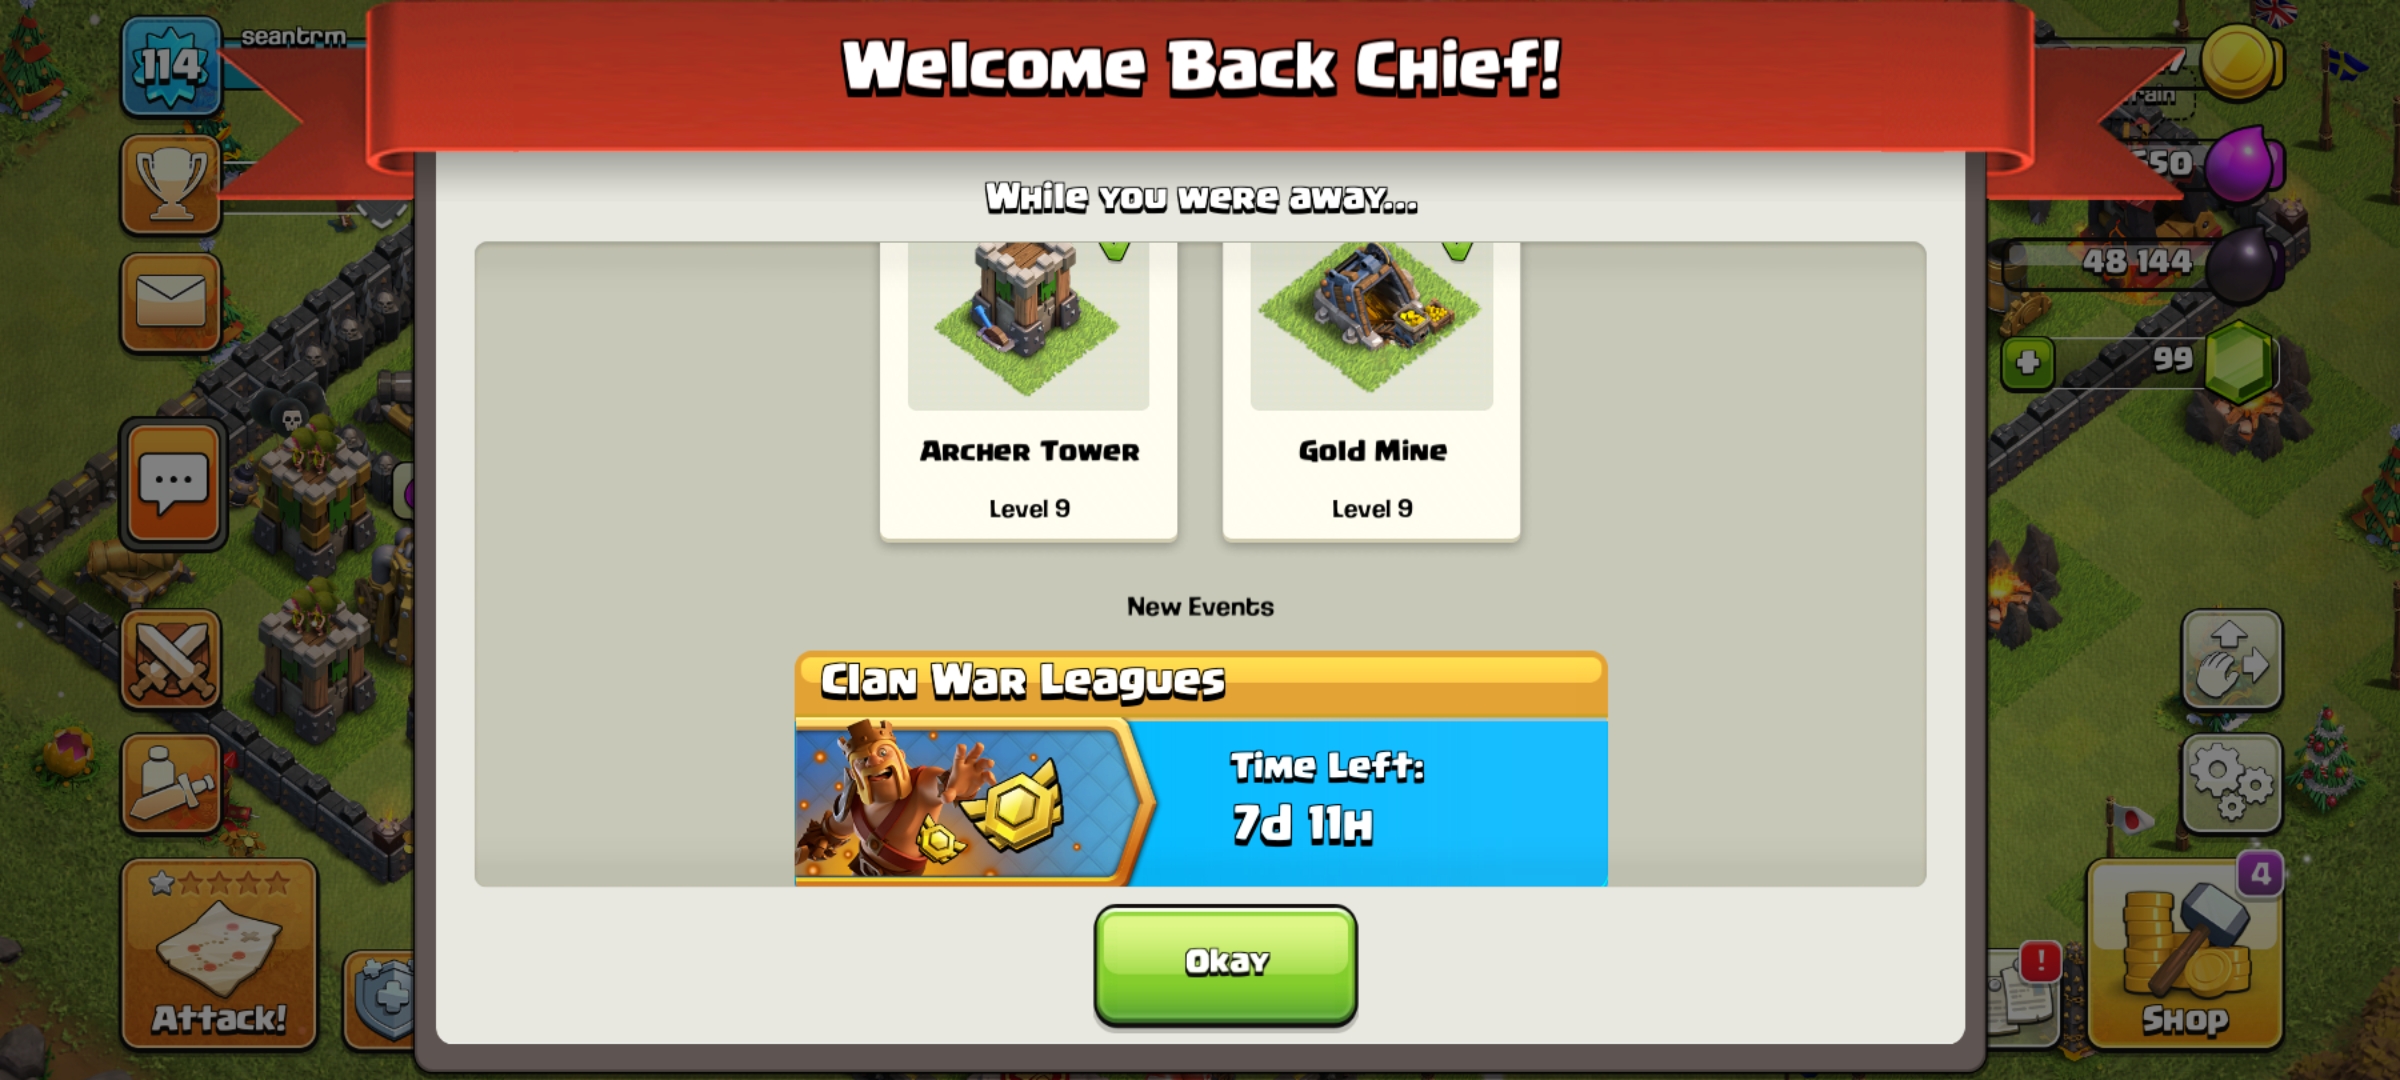 114
seantrm
Welcome Back Chief!
While you were away...
rain
48 144
99
Archer Tower
Level 9
Gold Mine
Level 9
New Events
Clan War Leagues
Time Left:
7d 11H
Okay
Attack!
!
4
Shop